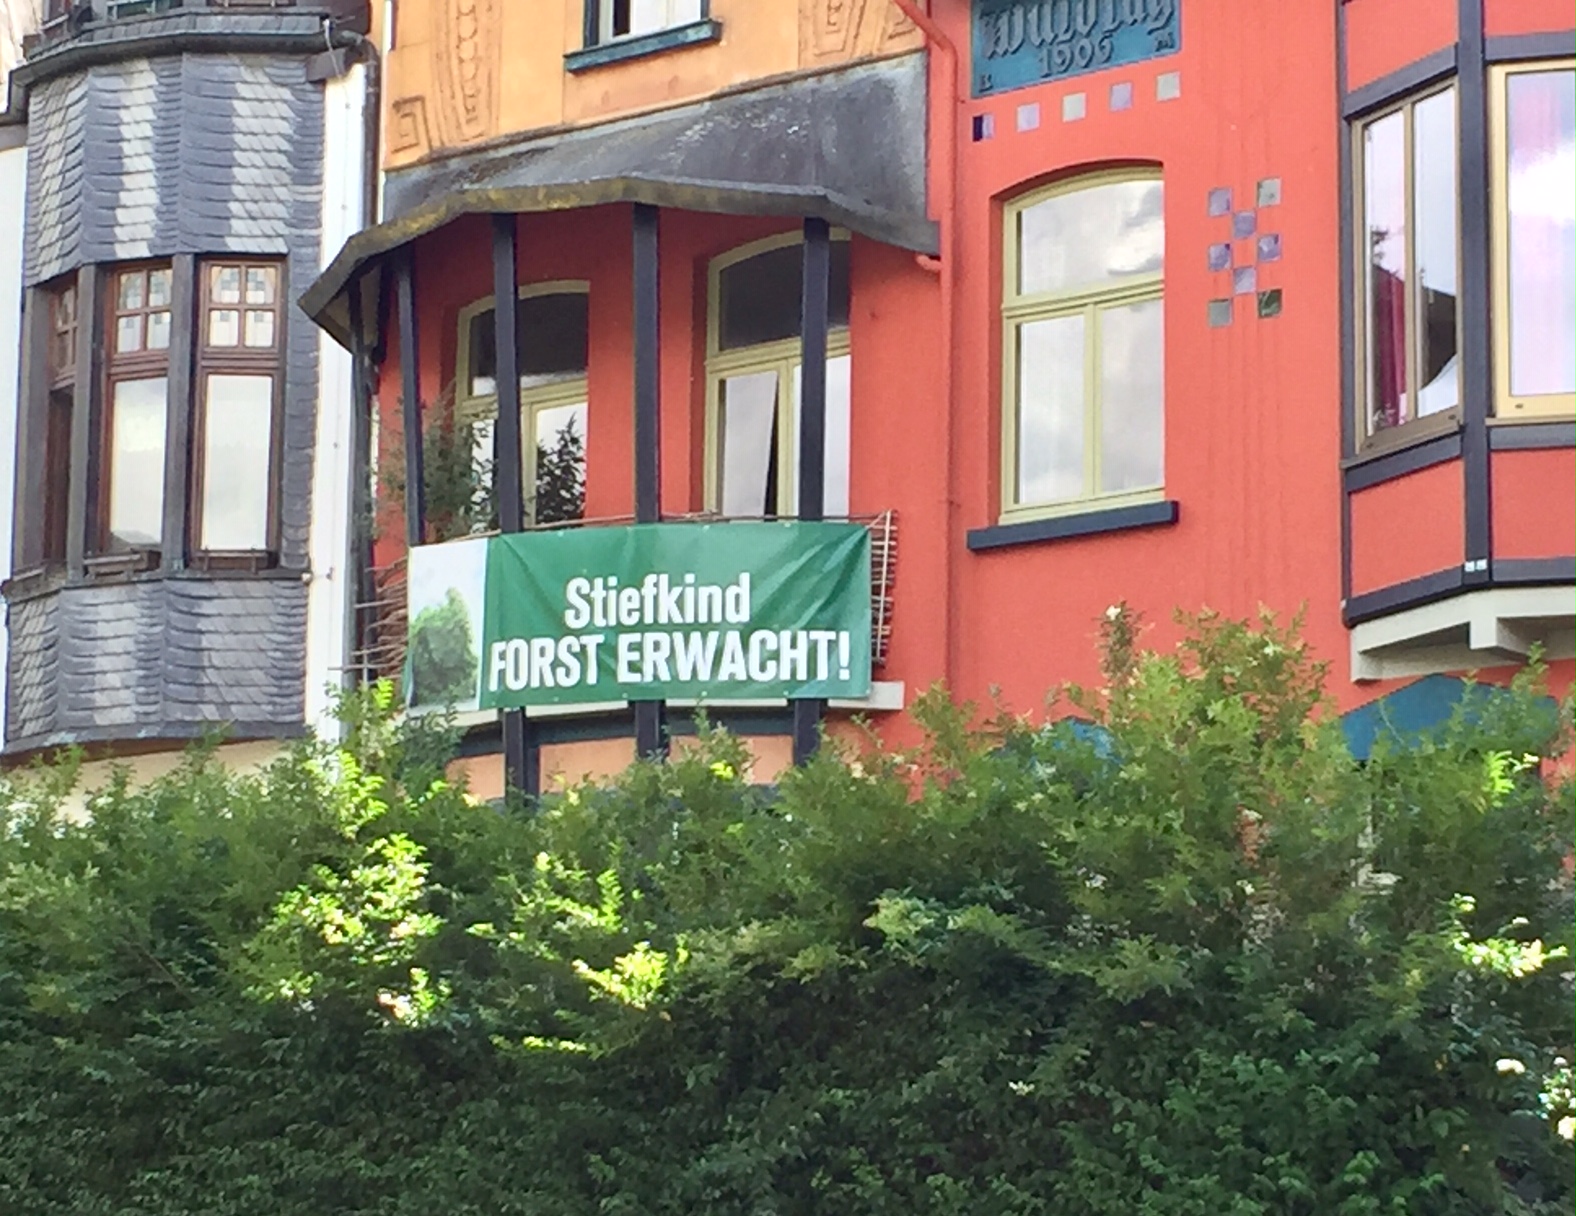 1906
Stiefkind
FORST ERWACHT!